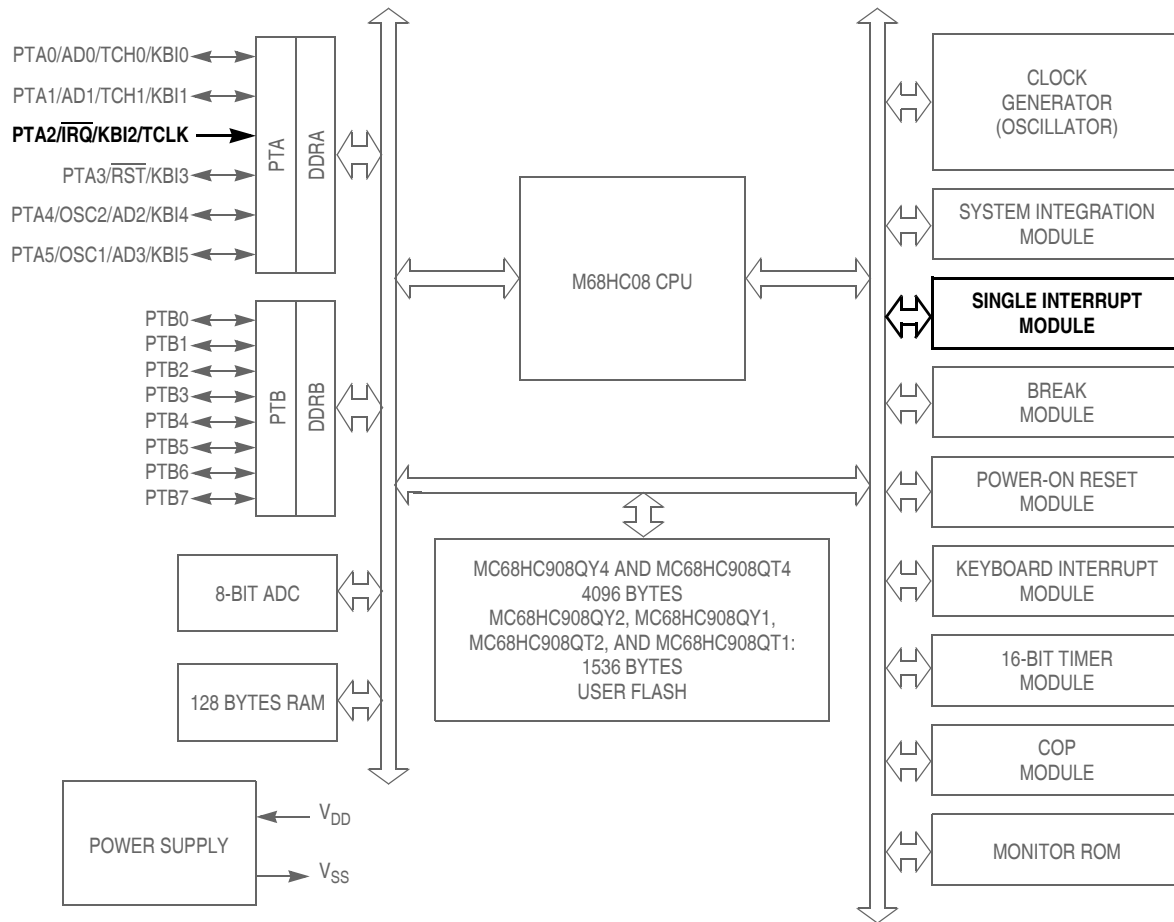 PTA0/AD0/TCH0/KBI0
PTA1/AD1/TCH1/KBI1
PTA2/I̅R̅Q̅/KBI2/TCLK
PTA3/R̅S̅T̅/KBI3
PTA4/OSC2/AD2/KBI4
PTA5/OSC1/AD3/KBI5
PTA
DDRA
PTB0
PTB1
PTB2
PTB3
PTB4
PTB5
PTB6
PTB7
PTB
DDRB
8-BIT ADC
128 BYTES RAM
POWER SUPPLY
VDD
VSS
M68HC08 CPU
MC68HC908QY4 AND MC68HC908QT4
4096 BYTES
MC68HC908QY2, MC68HC908QY1,
MC68HC908QT2, AND MC68HC908QT1:
1536 BYTES
USER FLASH
CLOCK
GENERATOR
(OSCILLATOR)
SYSTEM INTEGRATION
MODULE
SINGLE INTERRUPT
MODULE
BREAK
MODULE
POWER-ON RESET
MODULE
KEYBOARD INTERRUPT
MODULE
16-BIT TIMER
MODULE
COP
MODULE
MONITOR ROM